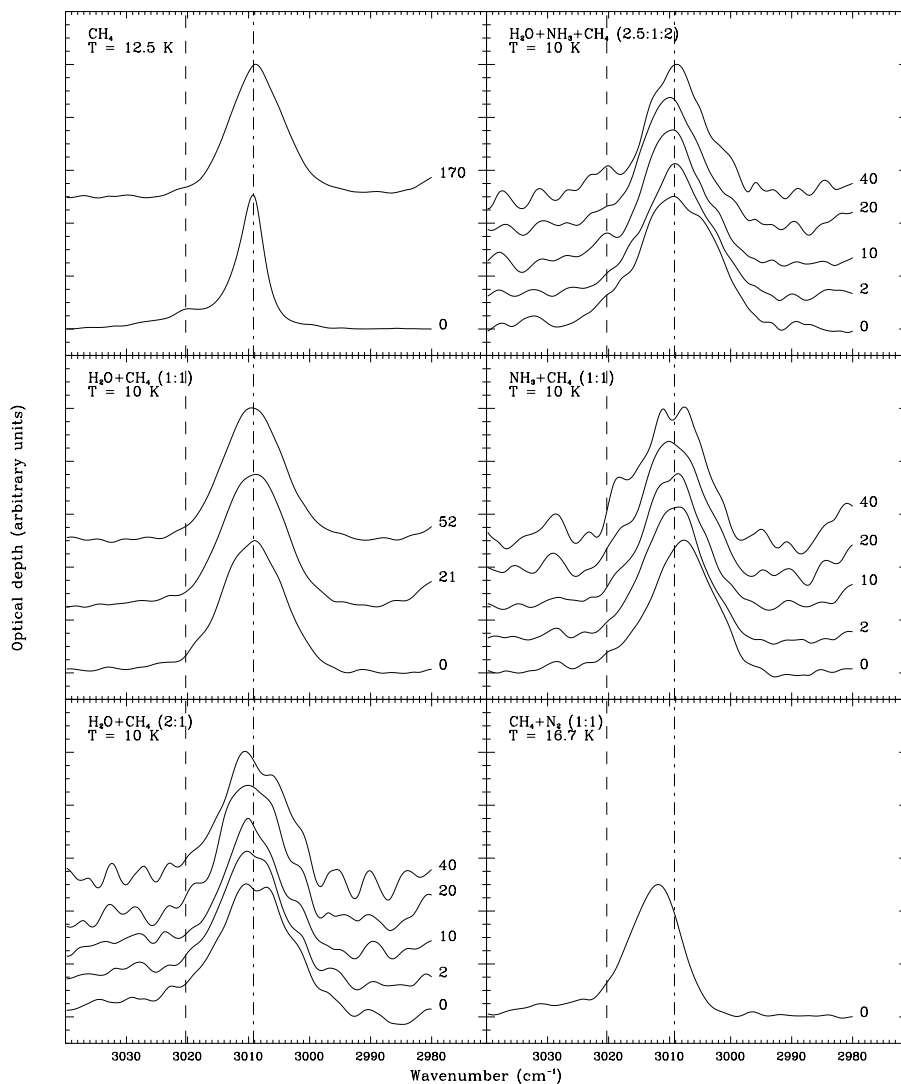 CH₄
T = 12.5 K
170
0
H₂O+NH₃+CH₄ (2.5:1:2)
T = 10 K
40
20
10
2
0
H₂O+CH₄ (1:1)
T = 10 K
52
21
0
NH₃+CH₄ (1:1)
T = 10 K
40
20
10
2
0
H₂O+CH₄ (2:1)
T = 10 K
40
20
10
2
0
CH₄+N₂ (1:1)
T = 16.7 K
0
Optical depth (arbitrary units)
3030 3020 3010 3000 2990 2980 3030 3020 3010 3000 2990 2980
Wavenumber (cm⁻¹)